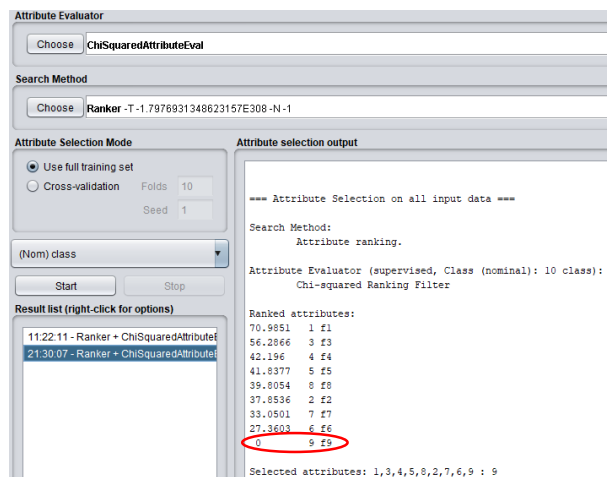 Attribute Evaluator
Choose ChiSquaredAttributeEval
Search Method
Choose Ranker -T -1.7976931348623157E308 -N -1
Attribute Selection Mode
Use full training set
Cross-validation Folds 10
Seed 1
(Nom) class
Start Stop
Result list (right-click for options)
11:22:11 - Ranker + ChiSquaredAttributeE
21:30:07 - Ranker + ChiSquaredAttributeE
Attribute selection output
=== Attribute Selection on all input data ===
Search Method:
Attribute ranking.
Attribute Evaluator (supervised, Class (nominal): 10 class):
Chi-squared Ranking Filter
Ranked attributes:
70.9851 1 f1
56.2866 3 f3
42.196 4 f4
41.8377 5 f5
39.8054 8 f8
37.8536 2 f2
33.0501 7 f7
27.3603 6 f6
0 9 f9
Selected attributes: 1,3,4,5,8,2,7,6,9 : 9